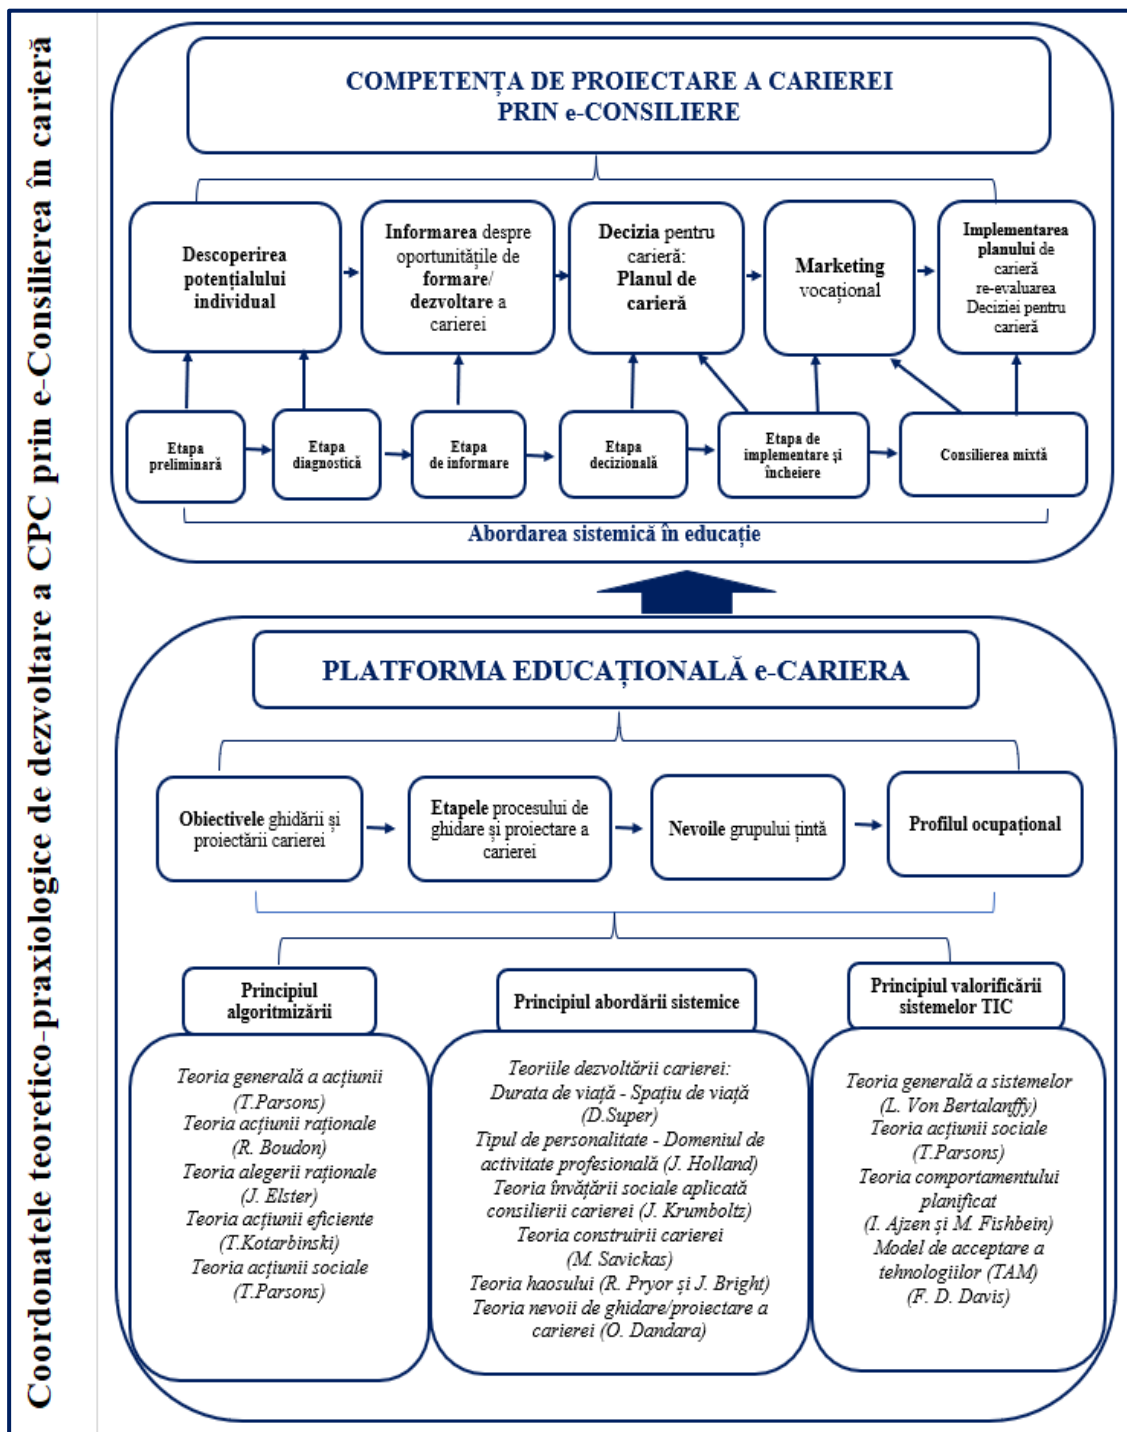 Coordonatele teoretico-praxiologice de dezvoltare a CPC prin e-Consilierea în carieră
COMPETENȚA DE PROIECTARE A CARIEREI
PRIN e-CONSILIERE
Descoperirea
potențialului
individual
Informarea despre
oportunitățile de
formare/
dezvoltare a
carierei
Decizia pentru
carieră:
Planul de
carieră
Marketing
vocațional
Implementarea
planului de
carieră
re-evaluarea
Deciziei pentru
carieră
Etapa
preliminară
Etapa
diagnostică
Etapa
de informare
Etapa
decizională
Etapa de
implementare și
încheiere
Consilierea mixtă
Abordarea sistemică în educație
PLATFORMA EDUCAȚIONALĂ e-CARIERA
Obiectivele ghidării și
proiectării carierei
Etapele procesului de
ghidare și proiectare a
carierei
Nevoile grupului țintă
Profilul ocupațional
Principiul
algoritmizării
Teoria generală a acțiunii
(T.Parsons)
Teoria acțiunii raționale
(R. Boudon)
Teoria alegerii raționale
(J. Elster)
Teoria acțiunii eficiente
(T.Kotarbinski)
Teoria acțiunii sociale
(T.Parsons)
Principiul abordării sistemice
Teoriile dezvoltării carierei:
Durata de viață - Spațiu de viață
(D.Super)
Tipul de personalitate - Domeniul de
activitate profesională (J. Holland)
Teoria învățării sociale aplicată
consilierii carierei (J. Krumboltz)
Teoria construirii carierei
(M. Savickas)
Teoria haosului (R. Pryor și J. Bright)
Teoria nevoii de ghidare/proiectare a
carierei (O. Dandara)
Principiul valorificării
sistemelor TIC
Teoria generală a sistemelor
(L. Von Bertalanffy)
Teoria acțiunii sociale
(T.Parsons)
Teoria comportamentului
planificat
(I. Ajzen și M. Fishbein)
Model de acceptare a
tehnologiilor (TAM)
(F. D. Davis)